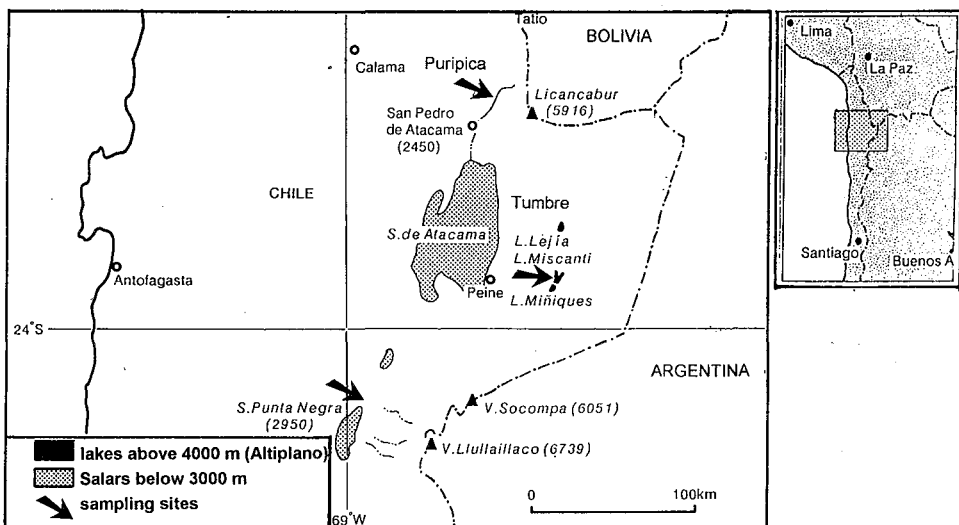 Tatio
BOLIVIA
Calama
Puripica
Licancabur
(5916)
San Pedro
de Atacama
(2450)
CHILE
Tumbre
S.de Atacama
L.Lejía
L.Miscanti
Antofagasta
Peine
L.Miñiques
24°S
ARGENTINA
S.Punta Negra
(2950)
V.Socompa (6051)
V.Llullaillaco (6739)
lakes above 4000 m (Altiplano)
Salars below 3000 m
sampling sites
0
100km
69°W
Lima
La Paz
Santiago
Buenos A